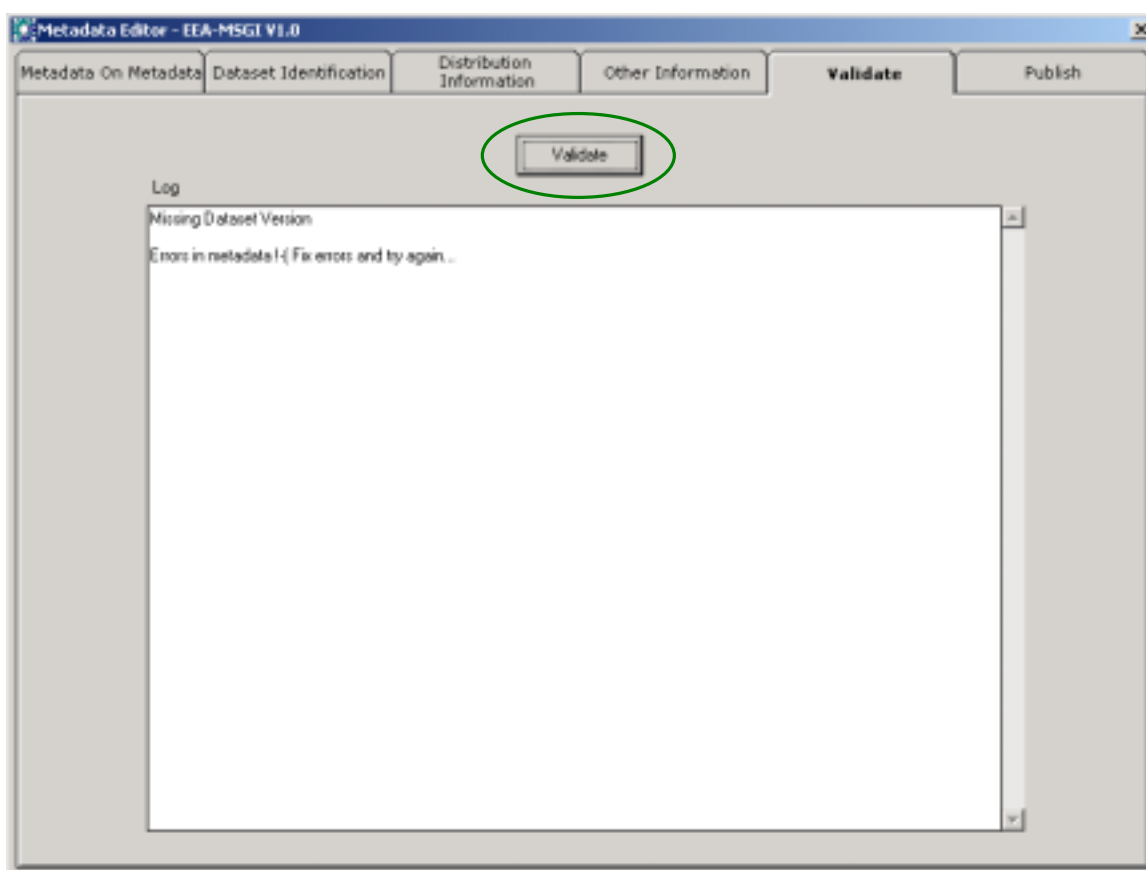 Metadata Editor - EEA-MSGI V1.0
Metadata On Metadata
Dataset Identification
Distribution
Information
Other Information
Validate
Publish
Validate
Log
Missing Dataset Version
Errors in metadata !-( Fix errors and try again...